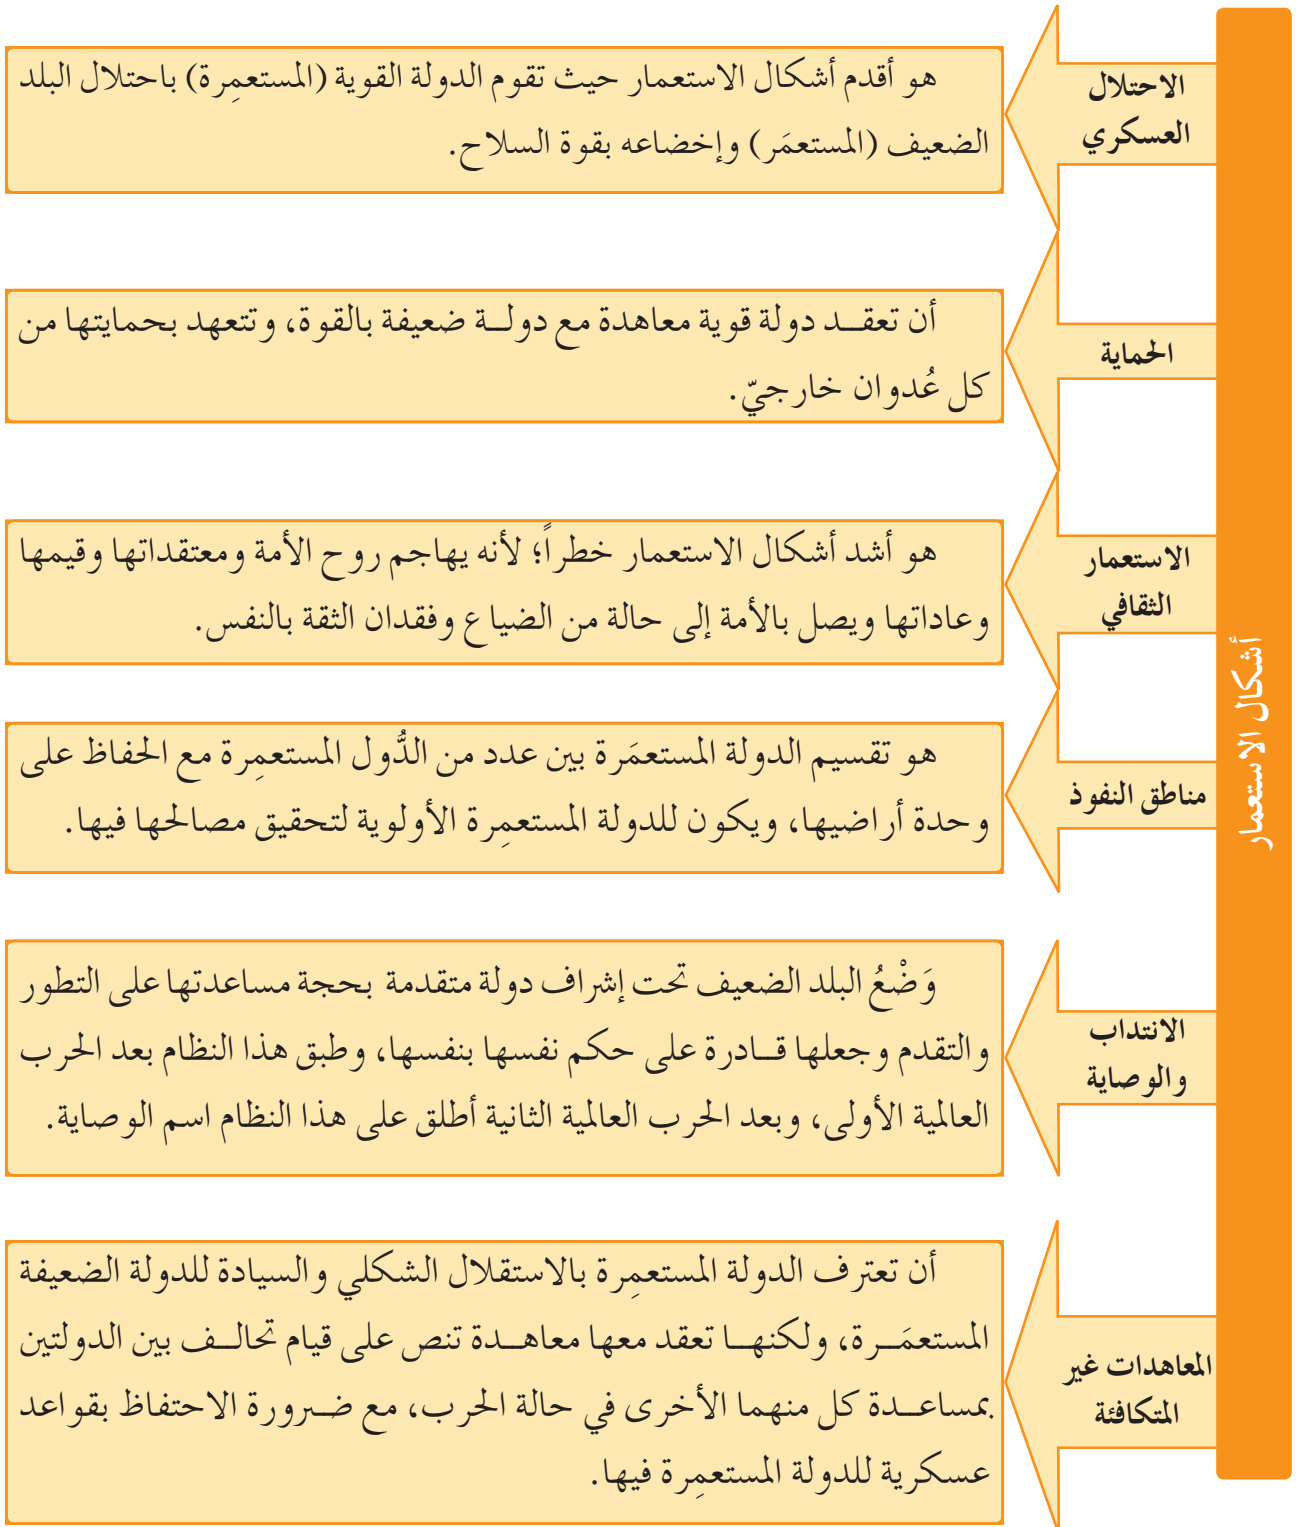 أشكال الاستعمار
الاحتلال
العسكري
هو أقدم أشكال الاستعمار حيث تقوم الدولة القوية (المستعمِرة) باحتلال البلد
الضعيف (المستعمَر) وإخضاعه بقوة السلاح.
الحماية
أن تعقـد دولة قوية معاهدة مع دولـة ضعيفة بالقوة، وتتعهد بحمايتها من
كل عُدوان خارجيّ.
الاستعمار
الثقافي
هو أشد أشكال الاستعمار خطراً؛ لأنه يهاجم روح الأمة ومعتقداتها وقيمها
وعاداتها ويصل بالأمة إلى حالة من الضياع وفقدان الثقة بالنفس.
مناطق النفوذ
هو تقسيم الدولة المستعمَرة بين عدد من الدُّول المستعمِرة مع الحفاظ على
وحدة أراضيها، ويكون للدولة المستعمِرة الأولوية لتحقيق مصالحها فيها.
الانتداب
والوصاية
وَضْعُ البلد الضعيف تحت إشراف دولة متقدمة بحجة مساعدتها على التطور
والتقدم وجعلها قـادرة على حكم نفسها بنفسها، وطبق هذا النظام بعد الحرب
العالمية الأولى، وبعد الحرب العالمية الثانية أطلق على هذا النظام اسم الوصاية.
المعاهدات غير
المتكافئة
أن تعترف الدولة المستعمِرة بالاستقلال الشكلي والسيادة للدولة الضعيفة
المستعمَـرة، ولكنهـا تعقد معها معاهـدة تنص على قيام تحالـف بين الدولتين
بمساعـدة كل منهما الأخرى في حالة الحرب، مع ضـرورة الاحتفاظ بقواعد
عسكرية للدولة المستعمِرة فيها.